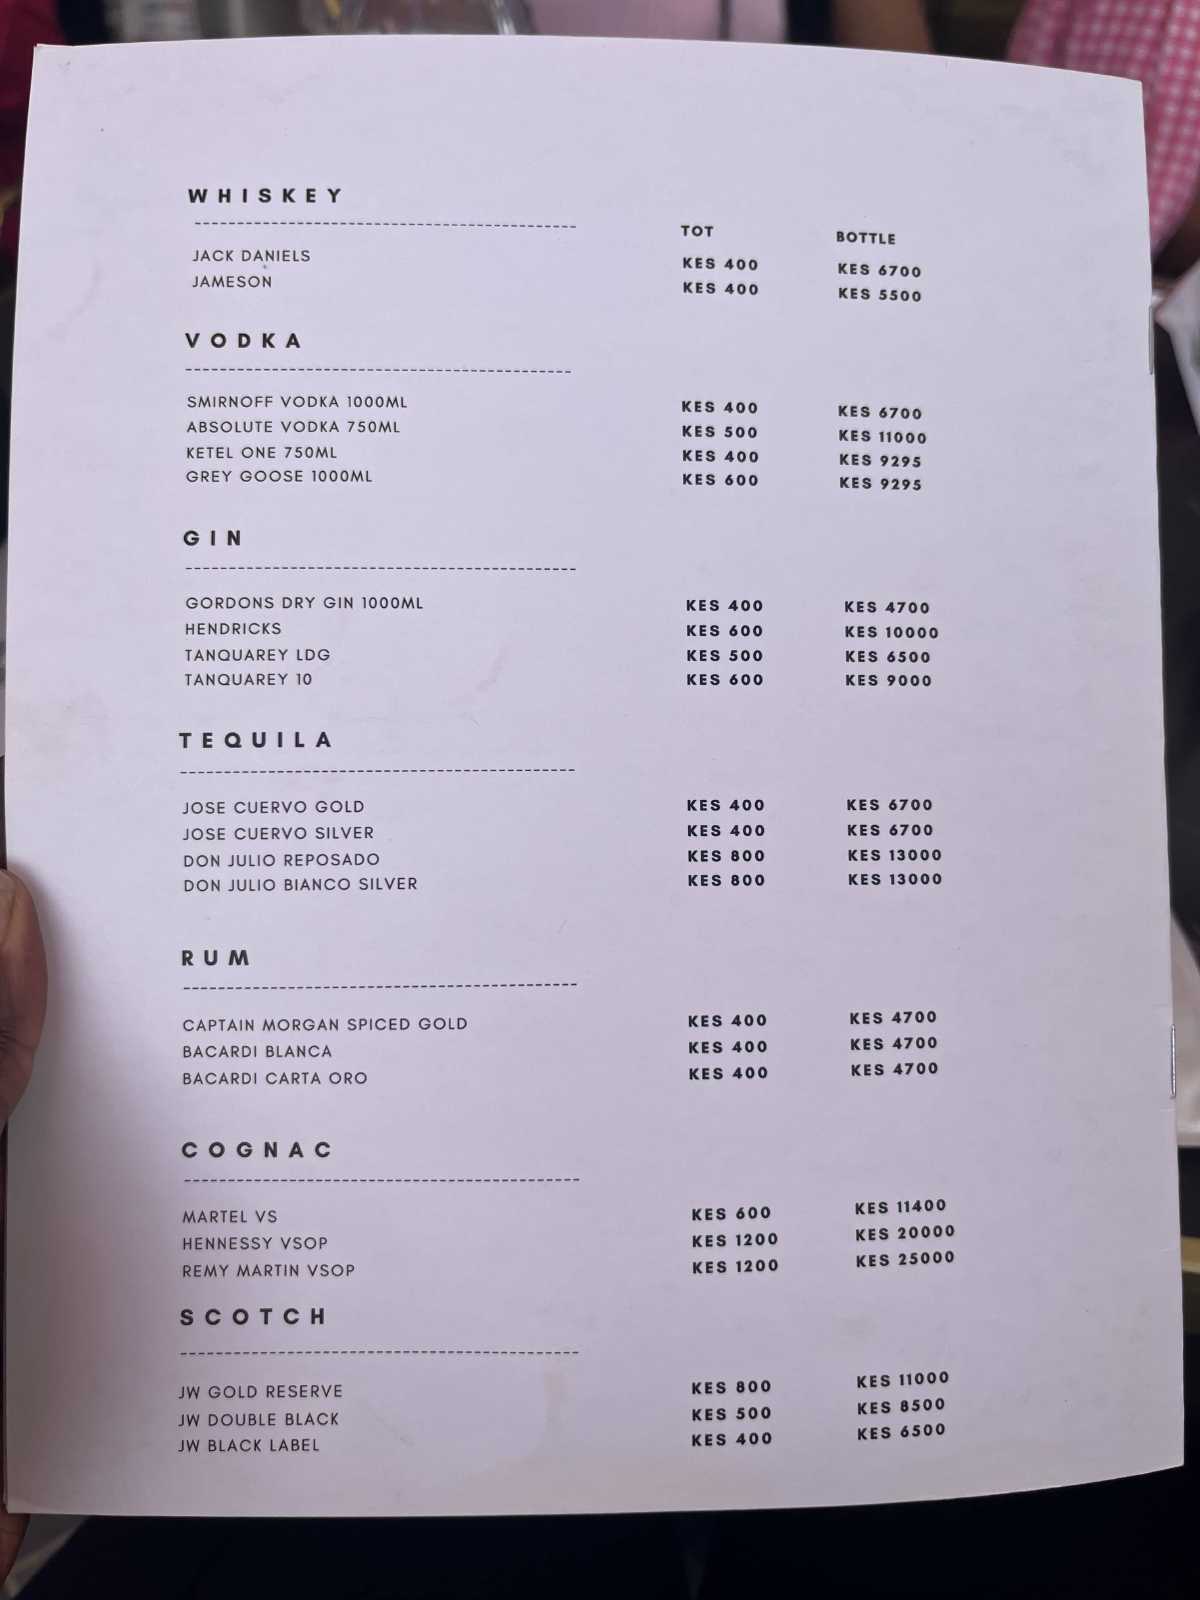 WHISKEY
TOT BOTTLE
JACK DANIELS KES 400 KES 6700
JAMESON KES 400 KES 5500
VODKA
SMIRNOFF VODKA 1000ML KES 400 KES 6700
ABSOLUTE VODKA 750ML KES 500 KES 11000
KETEL ONE 750ML KES 400 KES 9295
GREY GOOSE 1000ML KES 600 KES 9295
GIN
GORDONS DRY GIN 1000ML KES 400 KES 4700
HENDRICKS KES 600 KES 10000
TANQUAREY LDG KES 500 KES 6500
TANQUAREY 10 KES 600 KES 9000
TEQUILA
JOSE CUERVO GOLD KES 400 KES 6700
JOSE CUERVO SILVER KES 400 KES 6700
DON JULIO REPOSADO KES 800 KES 13000
DON JULIO BIANCO SILVER KES 800 KES 13000
RUM
CAPTAIN MORGAN SPICED GOLD KES 400 KES 4700
BACARDI BLANCA KES 400 KES 4700
BACARDI CARTA ORO KES 400 KES 4700
COGNAC
MARTEL VS KES 600 KES 11400
HENNESSY VSOP KES 1200 KES 20000
REMY MARTIN VSOP KES 1200 KES 25000
SCOTCH
JW GOLD RESERVE KES 800 KES 11000
JW DOUBLE BLACK KES 500 KES 8500
JW BLACK LABEL KES 400 KES 6500